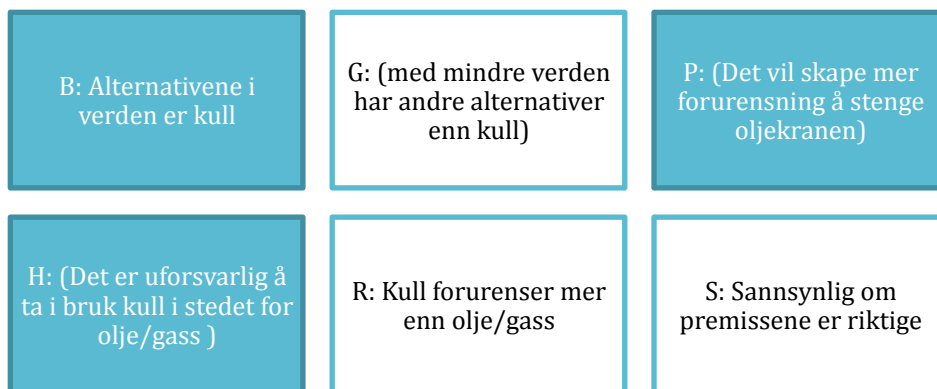 B: Alternativene i
verden er kull
G: (med mindre verden
har andre alternativer
enn kull)
P: (Det vil skape mer
forurensning å stenge
oljekranen)
H: (Det er uforsvarlig å
ta i bruk kull i stedet for
olje/gass )
R: Kull forurenser mer
enn olje/gass
S: Sannsynlig om
premissene er riktige